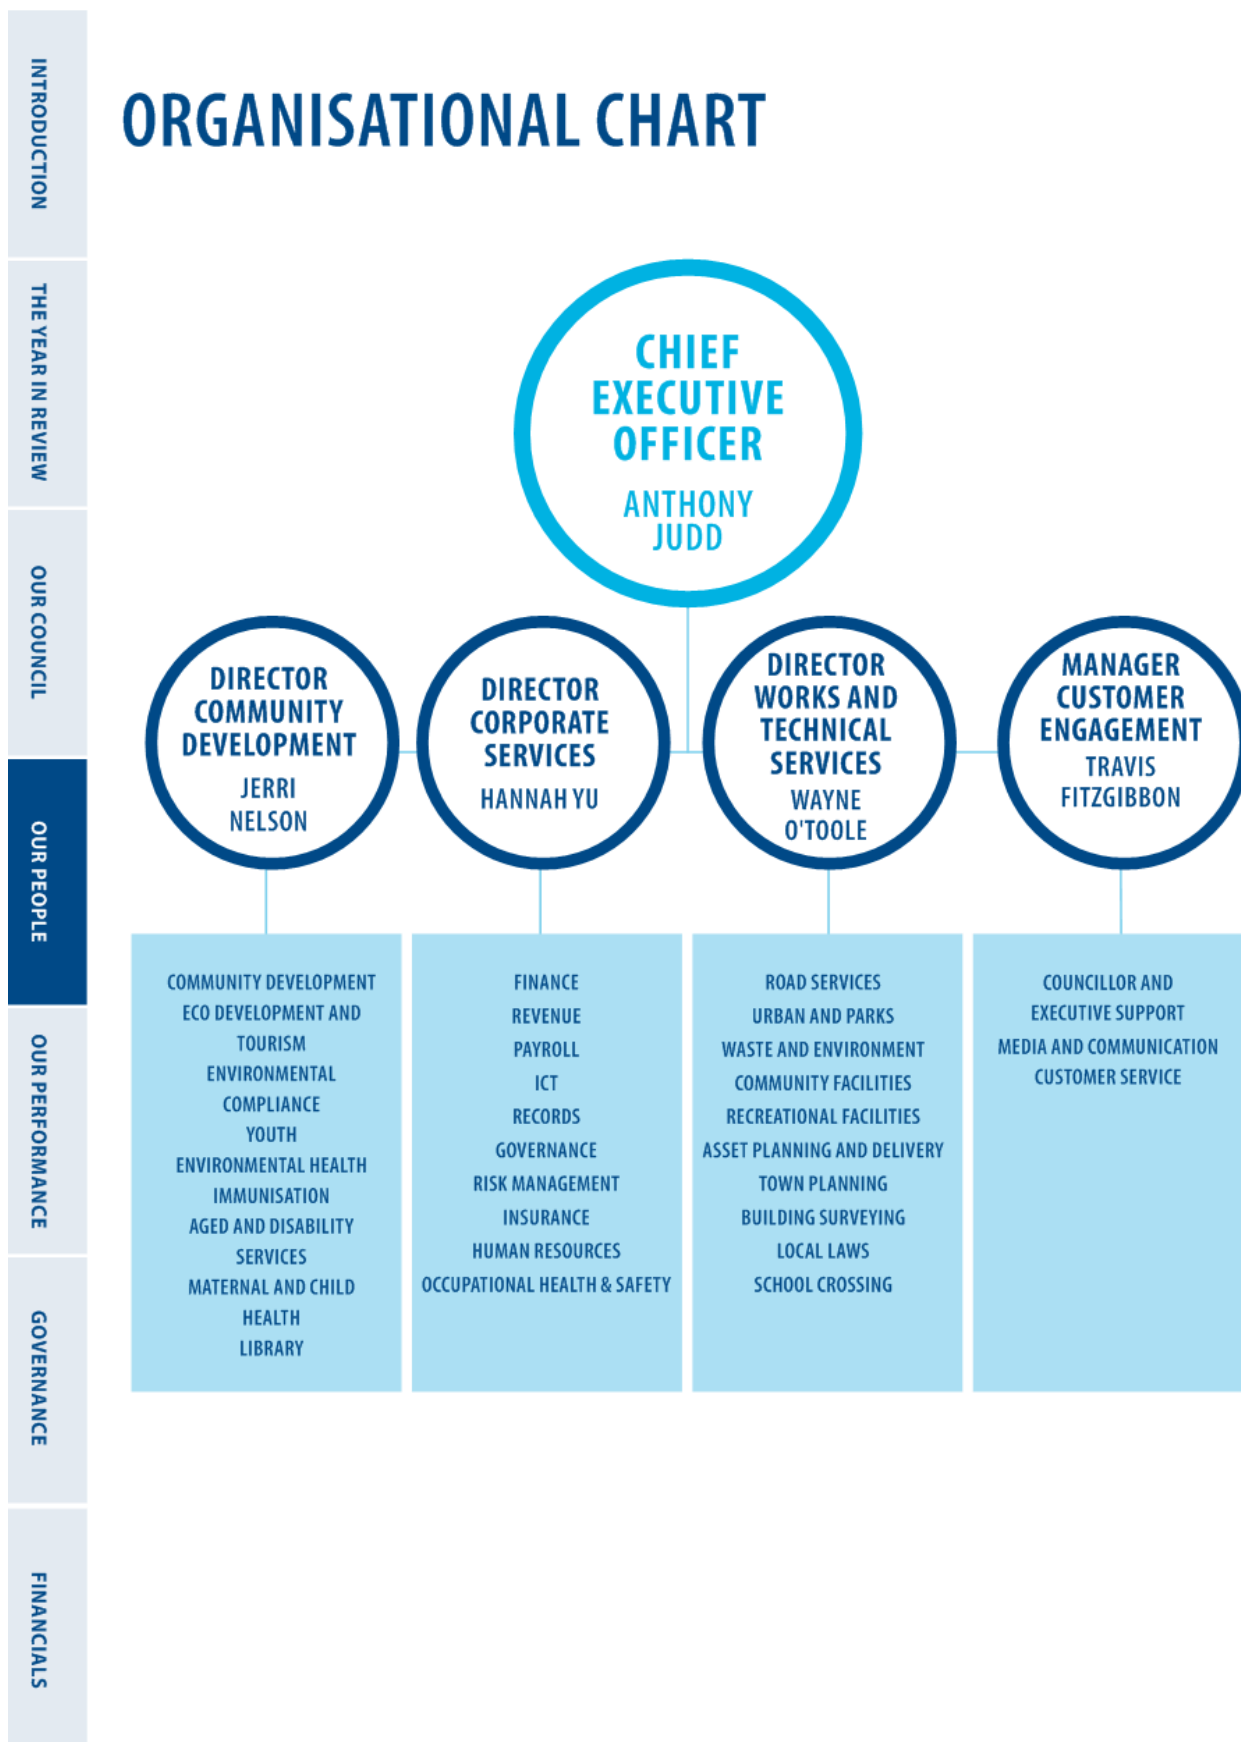 INTRODUCTION
THE YEAR IN REVIEW
OUR COUNCIL
OUR PEOPLE
OUR PERFORMANCE
GOVERNANCE
FINANCIALS
ORGANISATIONAL CHART
CHIEF
EXECUTIVE
OFFICER
ANTHONY
JUDD
DIRECTOR
COMMUNITY
DEVELOPMENT
JERRI
NELSON
DIRECTOR
CORPORATE
SERVICES
HANNAH YU
DIRECTOR
WORKS AND
TECHNICAL
SERVICES
WAYNE
O'TOOLE
MANAGER
CUSTOMER
ENGAGEMENT
TRAVIS
FITZGIBBON
COMMUNITY DEVELOPMENT
ECO DEVELOPMENT AND
TOURISM
ENVIRONMENTAL
COMPLIANCE
YOUTH
ENVIRONMENTAL HEALTH
IMMUNISATION
AGED AND DISABILITY
SERVICES
MATERNAL AND CHILD
HEALTH
LIBRARY
FINANCE
REVENUE
PAYROLL
ICT
RECORDS
GOVERNANCE
RISK MANAGEMENT
INSURANCE
HUMAN RESOURCES
OCCUPATIONAL HEALTH & SAFETY
ROAD SERVICES
URBAN AND PARKS
WASTE AND ENVIRONMENT
COMMUNITY FACILITIES
RECREATIONAL FACILITIES
ASSET PLANNING AND DELIVERY
TOWN PLANNING
BUILDING SURVEYING
LOCAL LAWS
SCHOOL CROSSING
COUNCILLOR AND
EXECUTIVE SUPPORT
MEDIA AND COMMUNICATION
CUSTOMER SERVICE